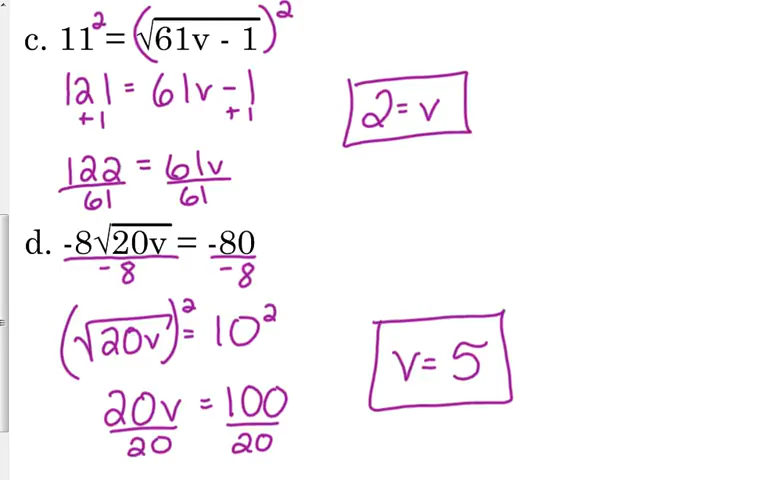 c. 11² = (√61v - 1)²
121 = 61v - 1
+1 +1
2 = v
122 = 61v
61 61
d. -8√20v = -80
-8 -8
(√20v)² = 10²
v = 5
20v = 100
20 20